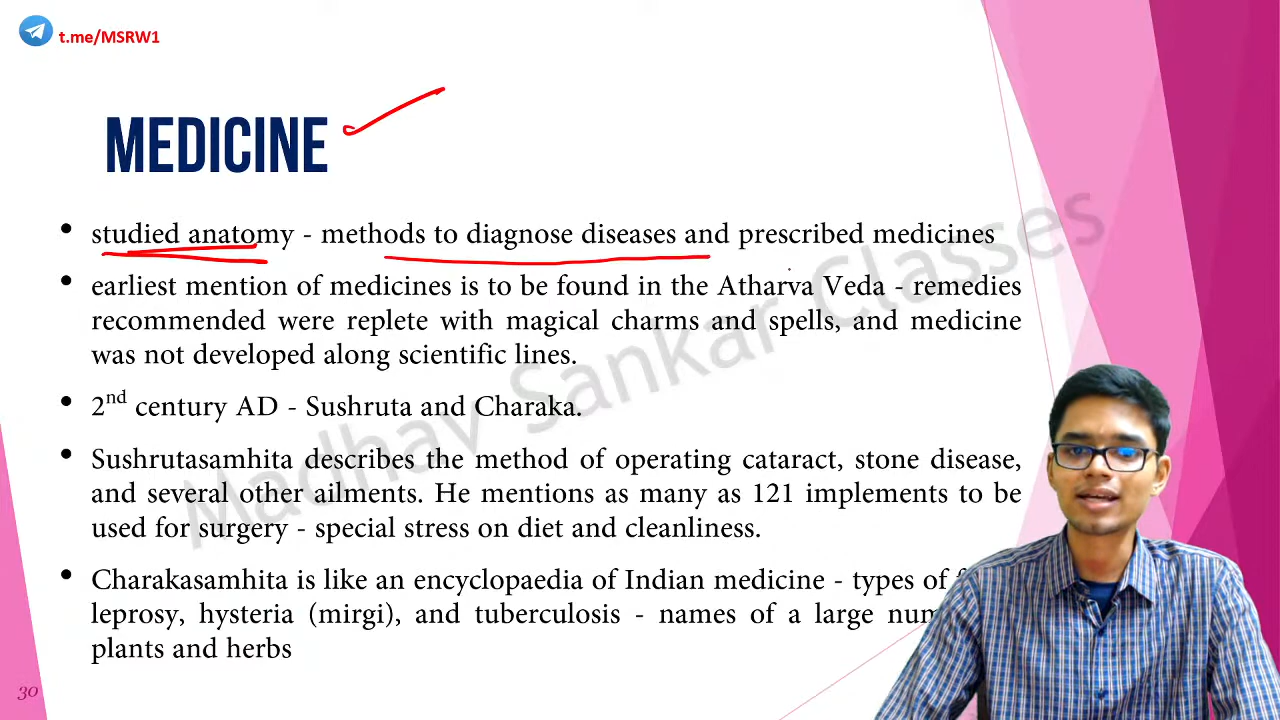 t.me/MSRW1
MEDICINE
• studied anatomy - methods to diagnose diseases and prescribed medicines
• earliest mention of medicines is to be found in the Atharva Veda - remedies
recommended were replete with magical charms and spells, and medicine
was not developed along scientific lines.
• 2nd century AD - Sushruta and Charaka.
• Sushrutasamhita describes the method of operating cataract, stone disease,
and several other ailments. He mentions as many as 121 implements to be
used for surgery - special stress on diet and cleanliness.
• Charakasamhita is like an encyclopaedia of Indian medicine - types of
leprosy, hysteria (mirgi), and tuberculosis - names of a large
plants and herbs
Madhav Sankar Classes
30